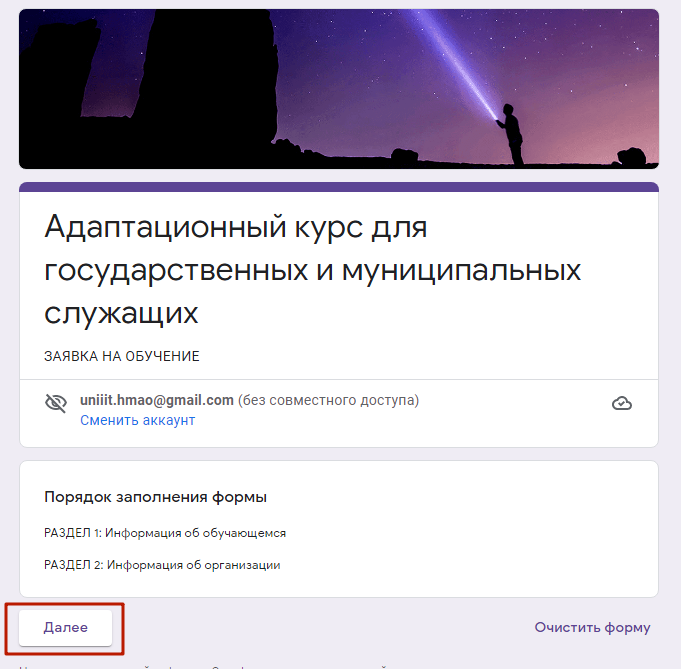 Адаптационный курс для
государственных и муниципальных
служащих
ЗАЯВКА НА ОБУЧЕНИЕ
uniiit.hmao@gmail.com (без совместного доступа)
Сменить аккаунт
Порядок заполнения формы
РАЗДЕЛ 1: Информация об обучающемся
РАЗДЕЛ 2: Информация об организации
Далее
Очистить форму